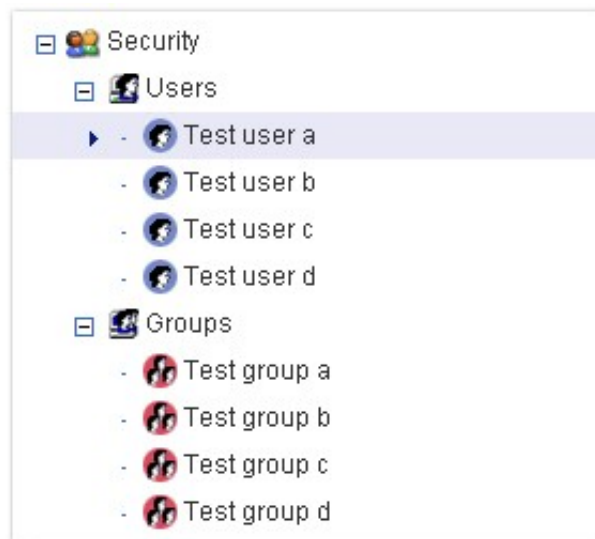 Security
Users
Test user a
Test user b
Test user c
Test user d
Groups
Test group a
Test group b
Test group c
Test group d